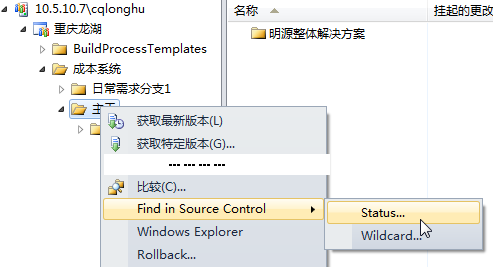 10.5.10.7\cqlonghu
重庆龙湖
BuildProcessTemplates
成本系统
日常需求分支1
主干
名称
挂起的更改
明源整体解决方案
获取最新版本(L)
获取特定版本(G)...
--- --- --- ---
比较(C)...
Find in Source Control
Windows Explorer
Rollback...
Status...
Wildcard...